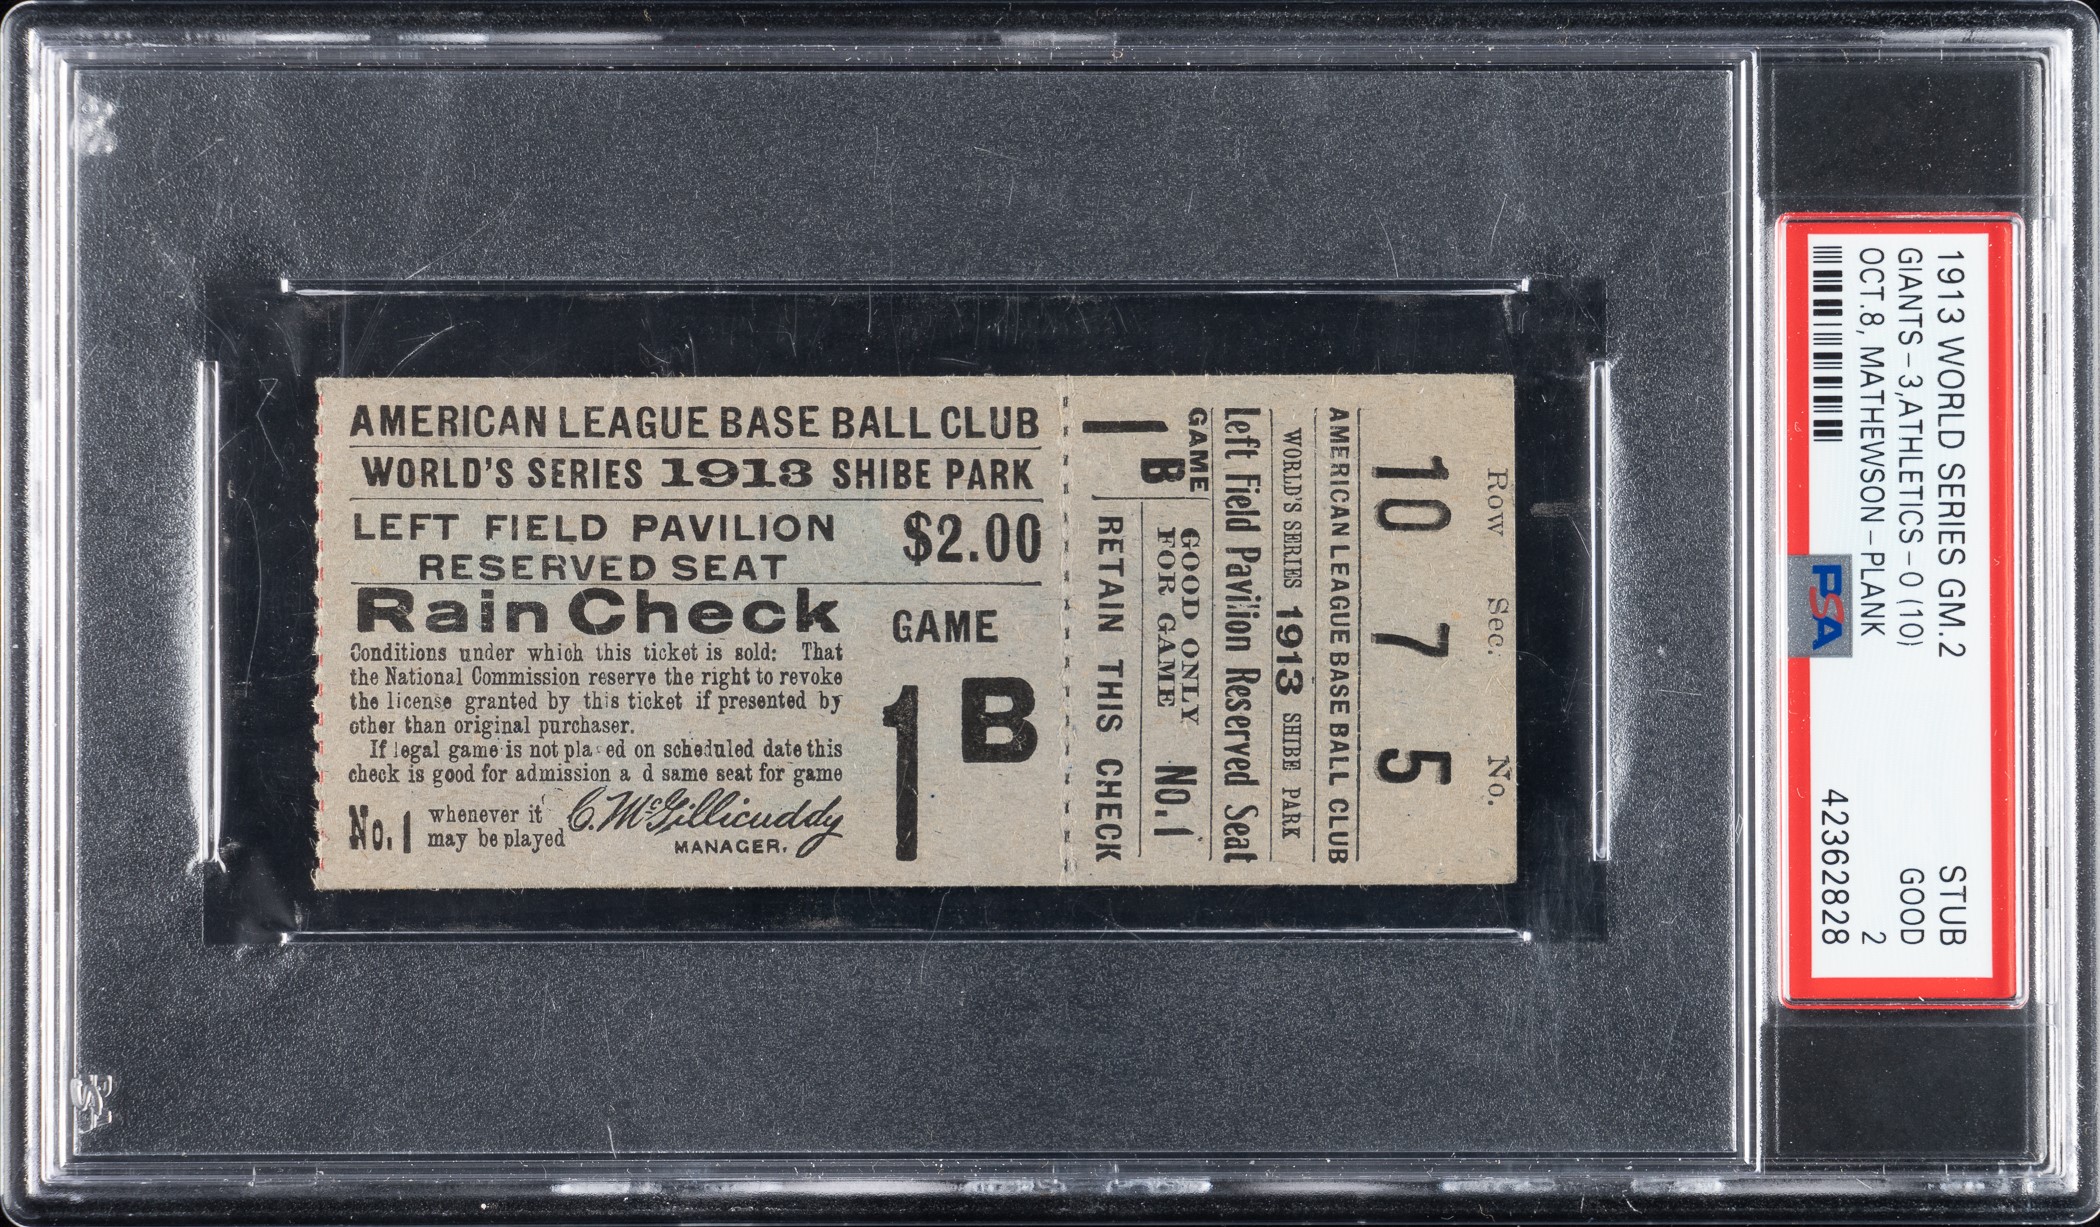 AMERICAN LEAGUE BASE BALL CLUB
WORLD'S SERIES 1913 SHIBE PARK
LEFT FIELD PAVILION
RESERVED SEAT
$2.00
Rain Check
Conditions under which this ticket is sold: That
the National Commission reserve the right to revoke
the license granted by this ticket if presented by
other than original purchaser.
If legal game is not pla ed on scheduled date this
check is good for admission a d same seat for game
No. 1 whenever it
may be played
C. McGillicuddy
MANAGER.
GAME
1 B
Row Sec. No.
10 7 5
AMERICAN LEAGUE BASE BALL CLUB
WORLD'S SERIES 1913 SHIBE PARK
Left Field Pavilion Reserved Seat
GAME
1 B
GOOD ONLY
FOR GAME No. 1
RETAIN THIS CHECK
1913 WORLD SERIES GM.2 STUB
GIANTS-3,ATHLETICS-0 (10) GOOD
OCT.8, MATHEWSON-PLANK 2
42362828
PSA